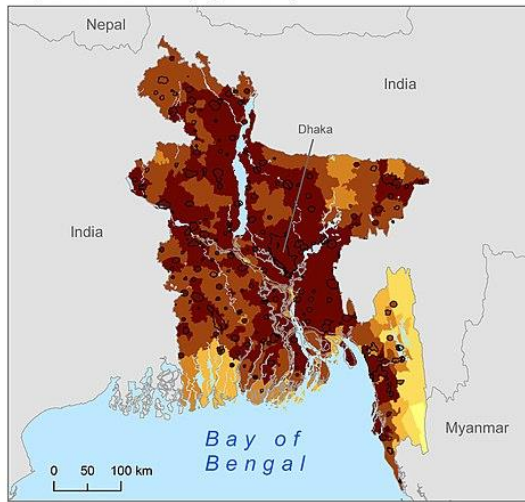 Nepal
India
Dhaka
India
Bay of
Bengal
Myanmar
0 50 100 km